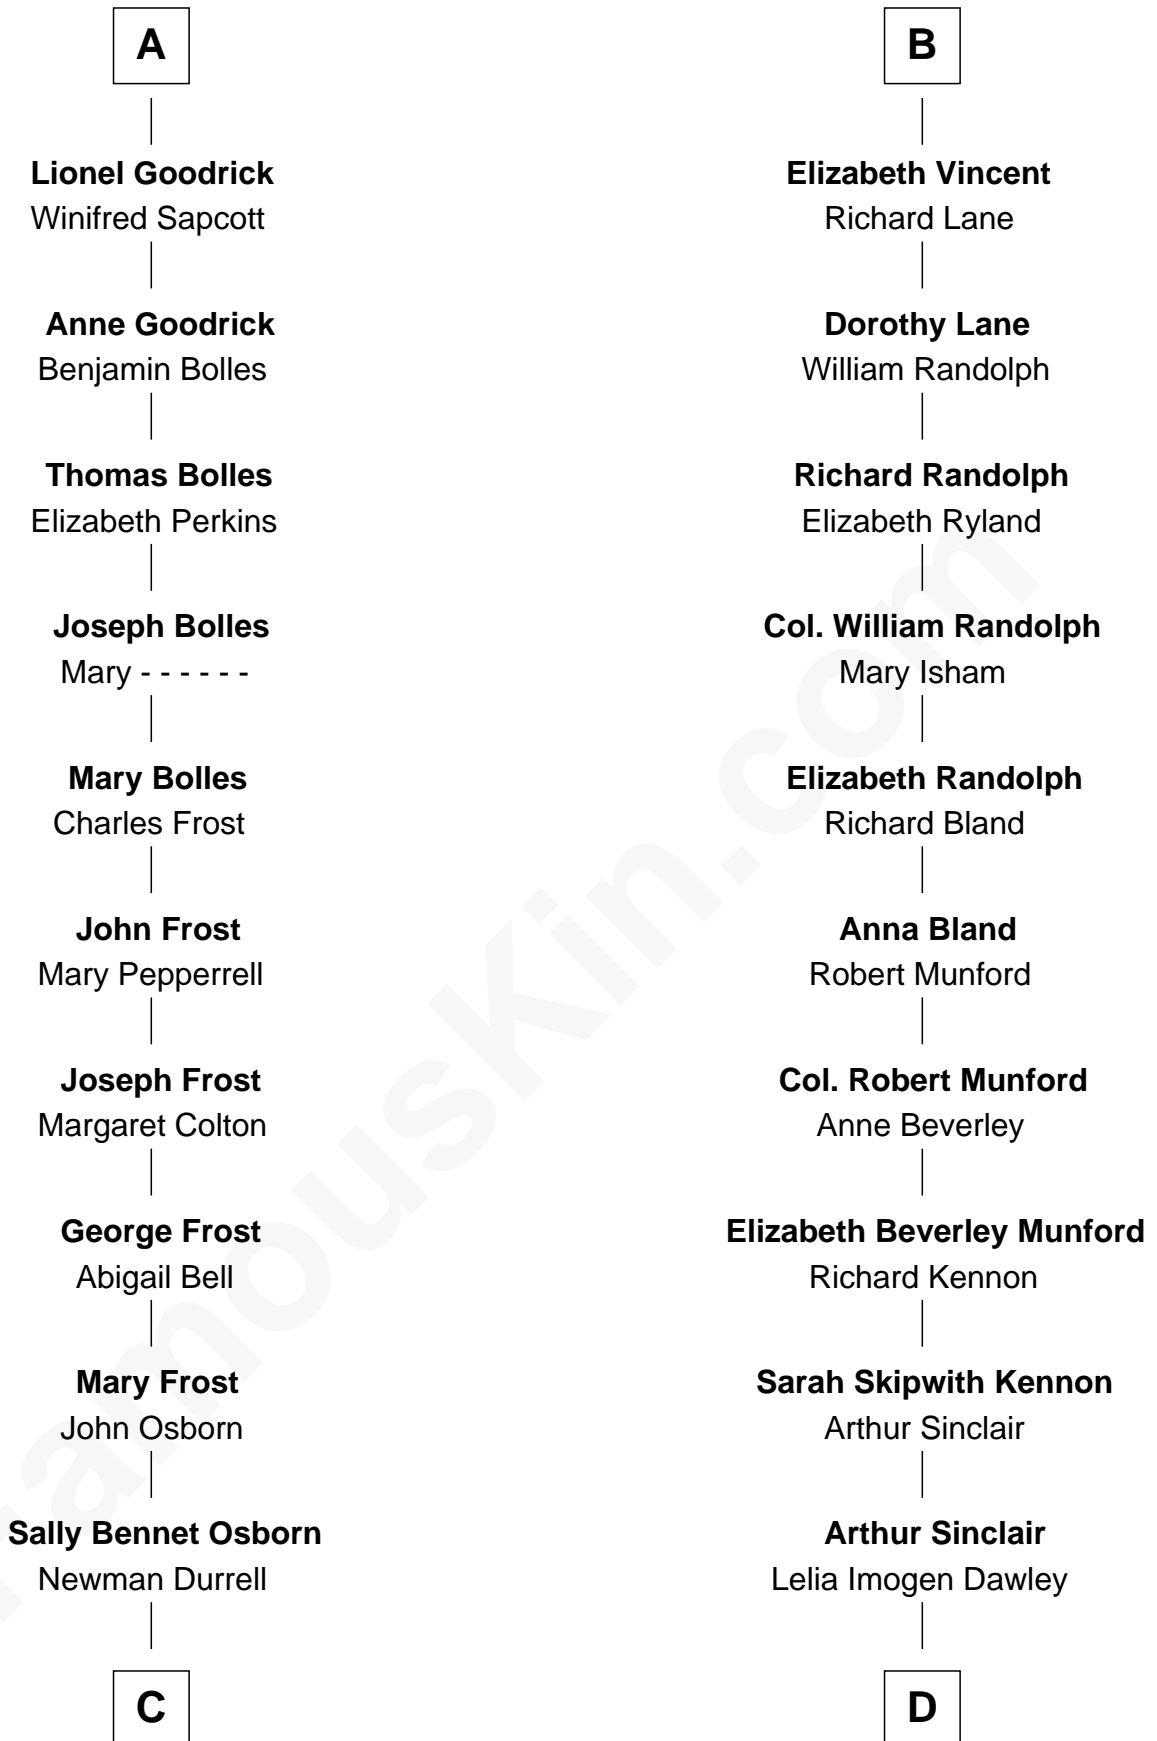 A
Lionel Goodrick
Winifred Sapcott
Anne Goodrick
Benjamin Bolles
Thomas Bolles
Elizabeth Perkins
Joseph Bolles
Mary - - - - - -
Mary Bolles
Charles Frost
John Frost
Mary Pepperrell
Joseph Frost
Margaret Colton
George Frost
Abigail Bell
Mary Frost
John Osborn
Sally Bennet Osborn
Newman Durrell
C
B
Elizabeth Vincent
Richard Lane
Dorothy Lane
William Randolph
Richard Randolph
Elizabeth Ryland
Col. William Randolph
Mary Isham
Elizabeth Randolph
Richard Bland
Anna Bland
Robert Munford
Col. Robert Munford
Anne Beverley
Elizabeth Beverley Munford
Richard Kennon
Sarah Skipwith Kennon
Arthur Sinclair
Arthur Sinclair
Lelia Imogen Dawley
D
FamousKin.com